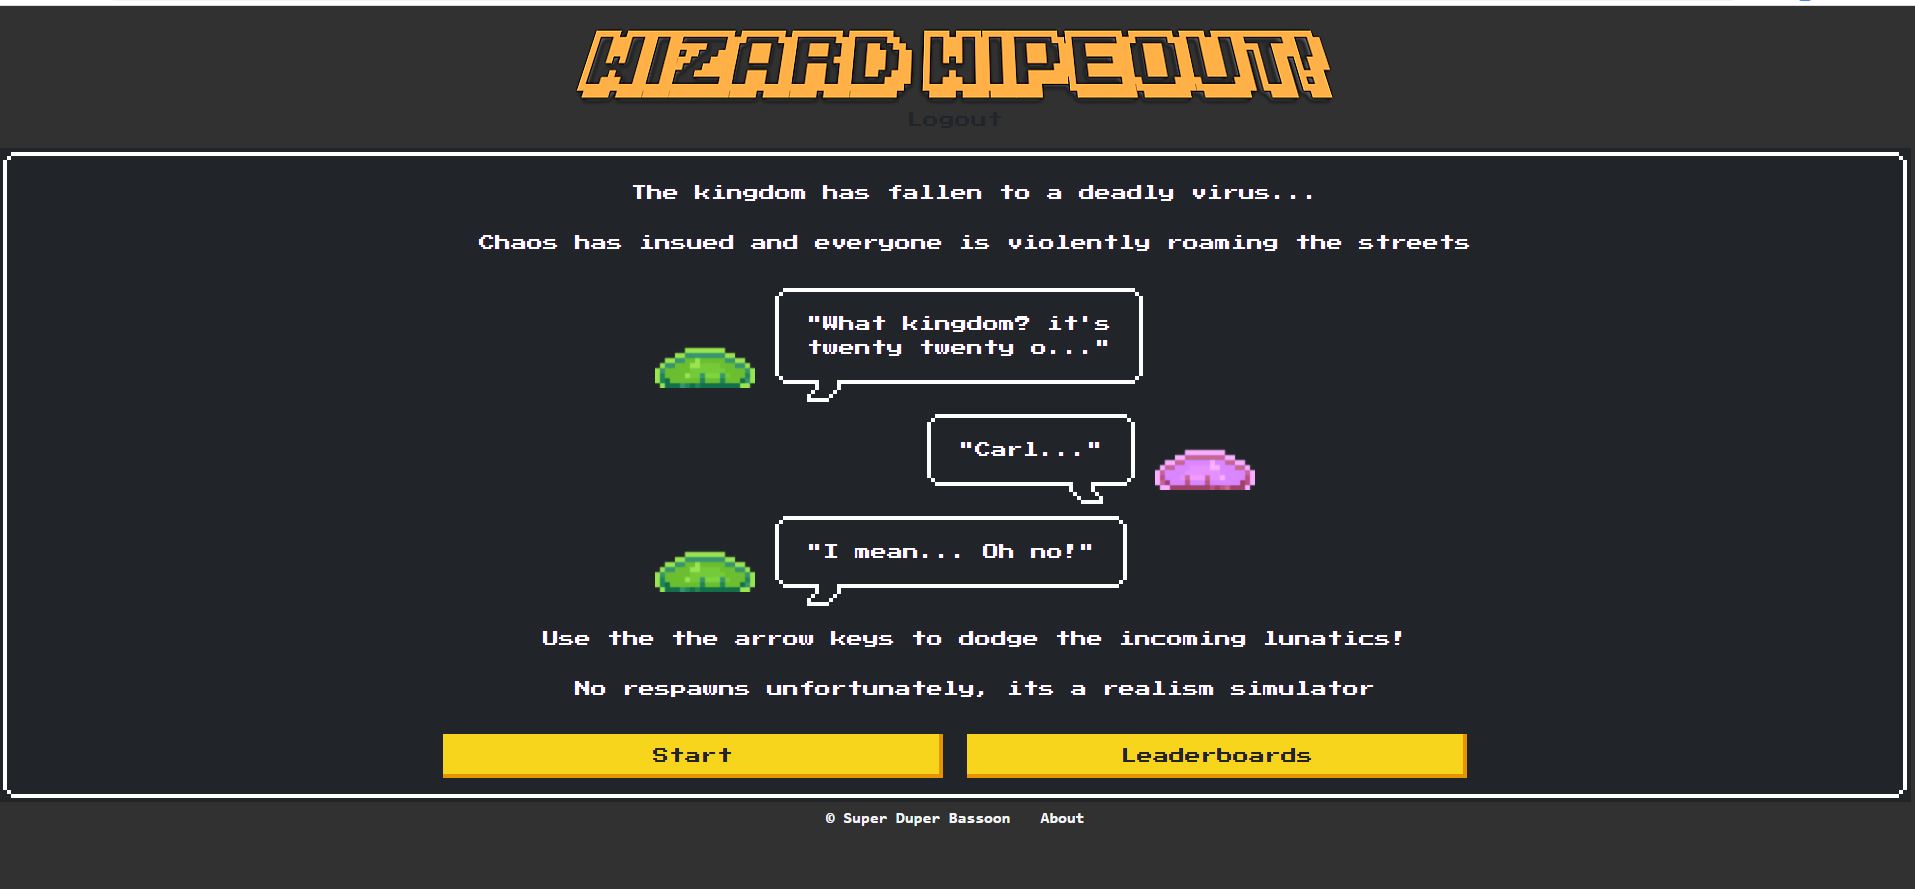 WIZARD WIPEOUT!
Logout
The kingdom has fallen to a deadly virus...
Chaos has insued and everyone is violently roaming the streets
"What kingdom? it's
twenty twenty o..."
"Carl..."
"I mean... Oh no!"
Use the the arrow keys to dodge the incoming lunatics!
No respawns unfortunately, its a realism simulator
Start
Leaderboards
© Super Duper Bassoon About